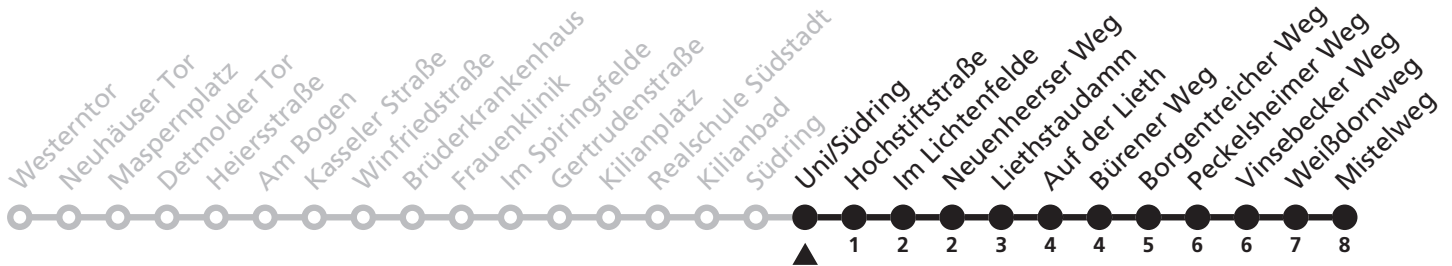 Westerntor
Neuhäuser Tor
Maspernplatz
Detmolder Tor
Heiersstraße
Am Bogen
Kasseler Straße
Winfriedstraße
Brüderkrankenhaus
Frauenklinik
Im Spiringsfelde
Gertrudenstraße
Kilianplatz
Realschule Südstadt
Kilianbad
Südring
Uni/Südring
Hochstiftstraße
Im Lichtenfelde
Neuenheerser Weg
Liethstaudamm
Auf der Lieth
Bürener Weg
Borgentreicher Weg
Peckelsheimer Weg
Vinsebecker Weg
Weißdornweg
Mistelweg
1 2 2 3 4 4 5 6 6 7 8